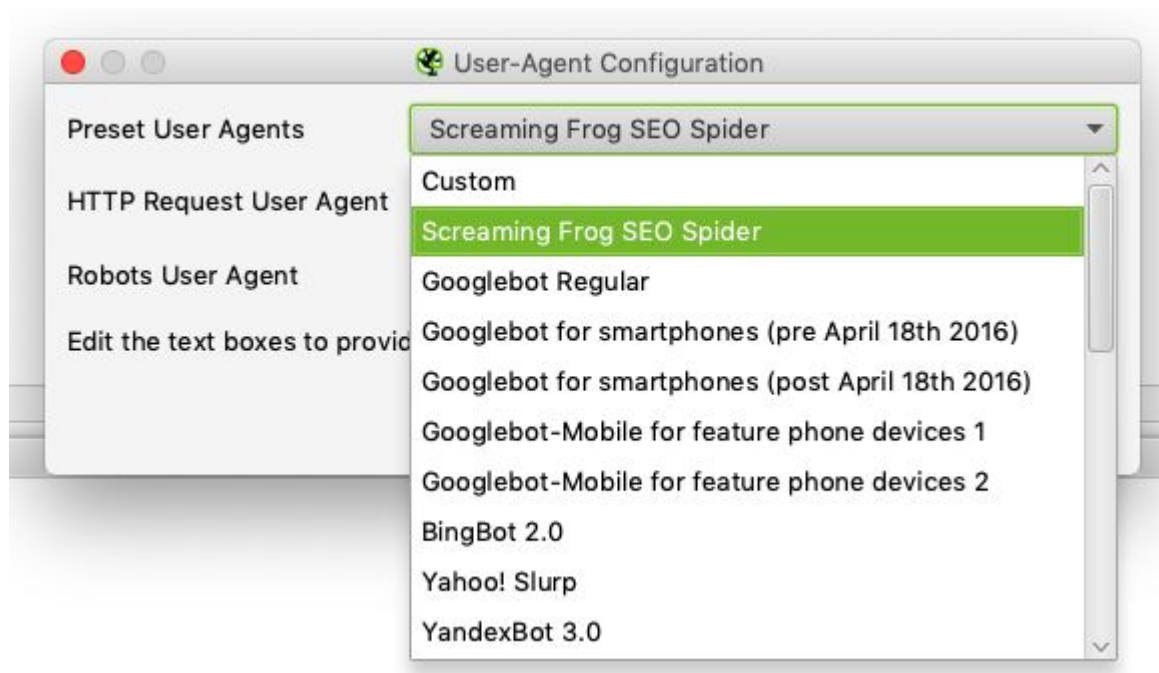 User-Agent Configuration
Preset User Agents
Screaming Frog SEO Spider
HTTP Request User Agent
Robots User Agent
Edit the text boxes to provid
Custom
Screaming Frog SEO Spider
Googlebot Regular
Googlebot for smartphones (pre April 18th 2016)
Googlebot for smartphones (post April 18th 2016)
Googlebot-Mobile for feature phone devices 1
Googlebot-Mobile for feature phone devices 2
BingBot 2.0
Yahoo! Slurp
YandexBot 3.0